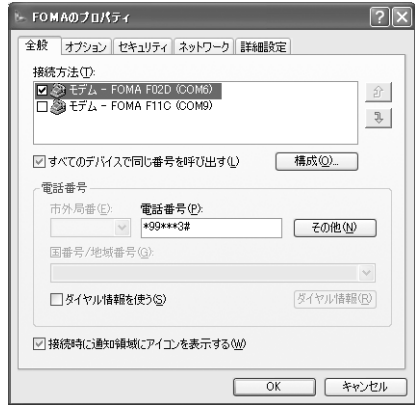 FOMAのプロパティ
全般 オプション セキュリティ ネットワーク 詳細設定
接続方法(T):
モデム - FOMA F02D (COM6)
モデム - FOMA F11C (COM9)
すべてのデバイスで同じ番号を呼び出す(L) 構成(O)...
電話番号
市外局番(E): 電話番号(P):
*99***3# その他(N)
国番号/地域番号(G):
ダイヤル情報を使う(S) ダイヤル情報(R)
接続時に通知領域にアイコンを表示する(W)
OK キャンセル